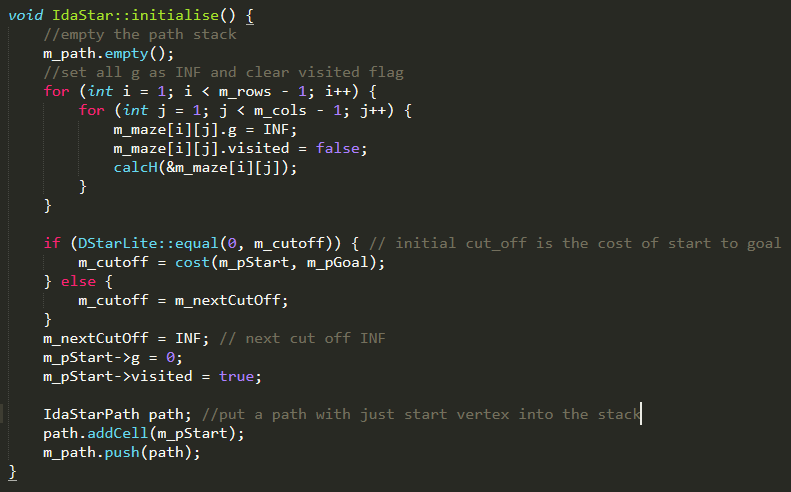 void IdaStar::initialise() {
    //empty the path stack
    m_path.empty();
    //set all g as INF and clear visited flag
    for (int i = 1; i < m_rows - 1; i++) {
        for (int j = 1; j < m_cols - 1; j++) {
            m_maze[i][j].g = INF;
            m_maze[i][j].visited = false;
            calcH(&m_maze[i][j]);
        }
    }

    if (DStarLite::equal(0, m_cutoff)) { // initial cut_off is the cost of start to goal
        m_cutoff = cost(m_pStart, m_pGoal);
    } else {
        m_cutoff = m_nextCutOff;
    }
    m_nextCutOff = INF; // next cut off INF
    m_pStart->g = 0;
    m_pStart->visited = true;

    IdaStarPath path; //put a path with just start vertex into the stack
    path.addCell(m_pStart);
    m_path.push(path);
}